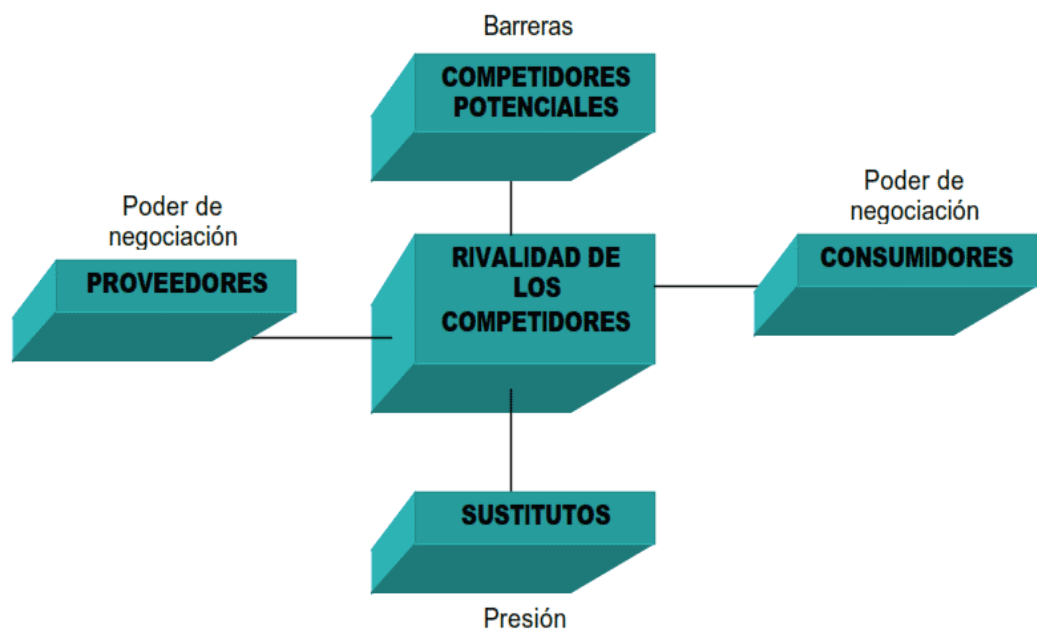 Barreras
COMPETIDORES
POTENCIALES
Poder de
negociación
PROVEEDORES
RIVALIDAD DE
LOS
COMPETIDORES
Poder de
negociación
CONSUMIDORES
SUSTITUTOS
Presión